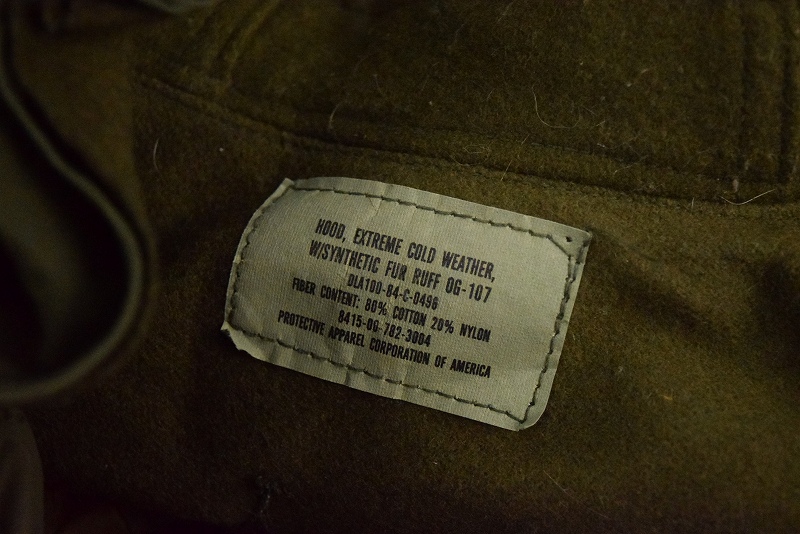 HOOD, EXTREME COLD WEATHER,
W/SYNTHETIC FUR RUFF OG-107
DLA100-84-C-0496
FIBER CONTENT: 80% COTTON 20% NYLON
8415-00-782-3004
PROTECTIVE APPAREL CORPORATION OF AMERICA